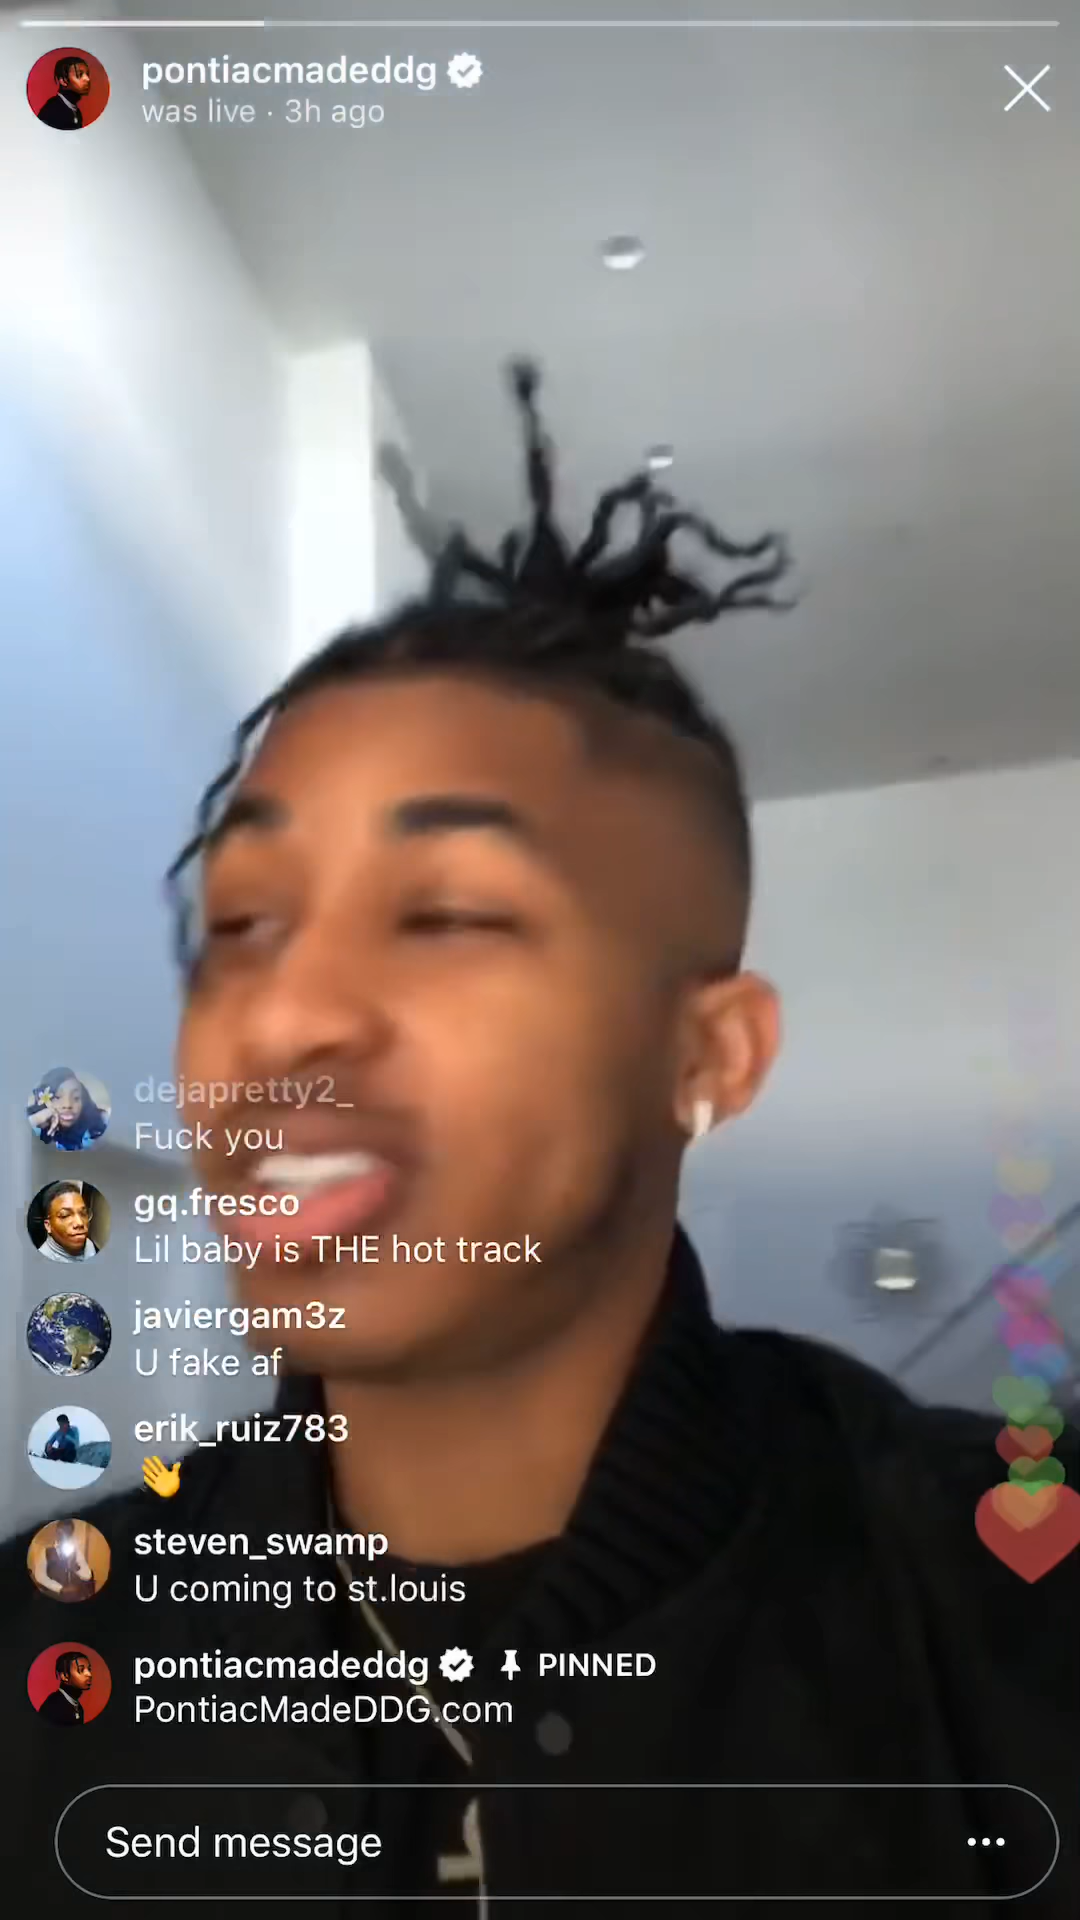 pontiacmadeddg
was live · 3h ago
dejapretty2_
Fuck you
gq.fresco
Lil baby is THE hot track
javiergam3z
U fake af
erik_ruiz783
👋
steven_swamp
U coming to st.louis
pontiacmadeddg PINNED
PontiacMadeDDG.com
Send message